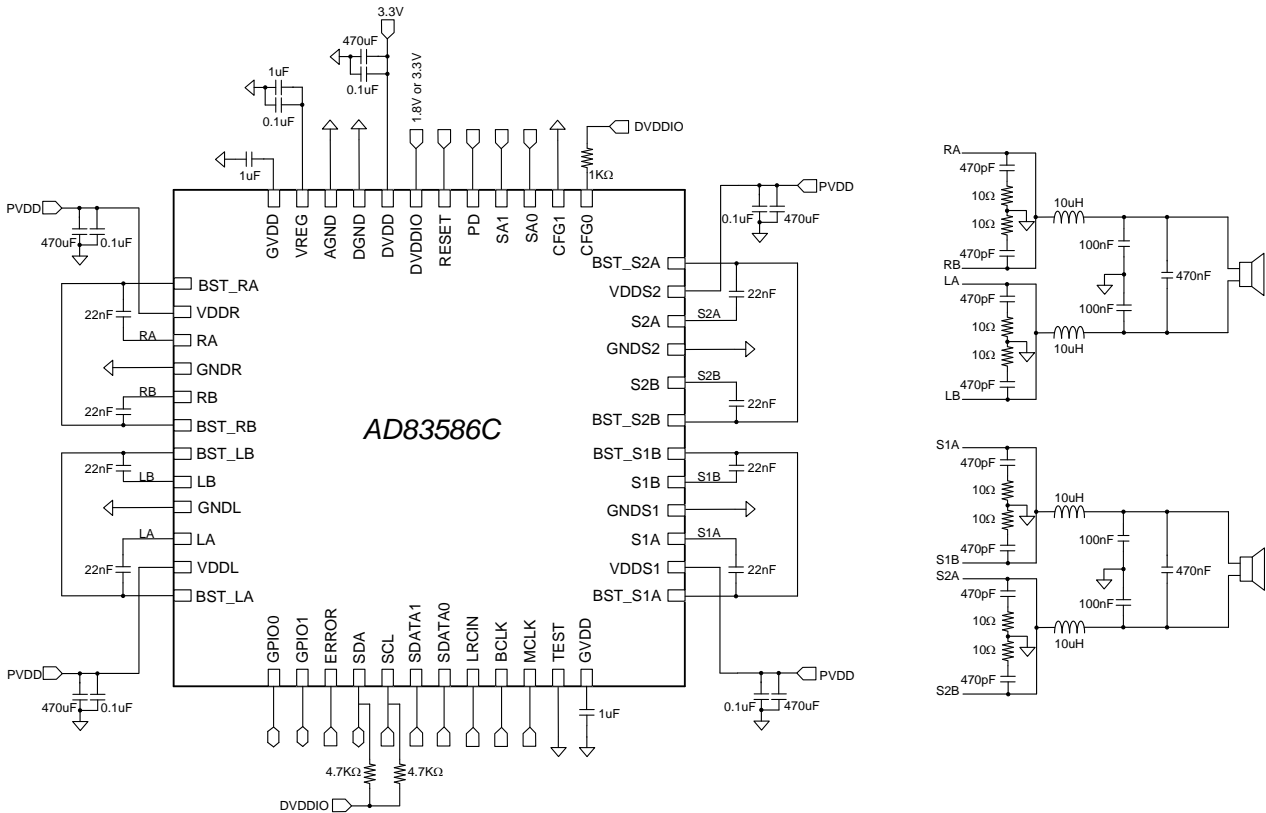 3.3V
470uF
0.1uF
1uF
0.1uF
1uF
1.8V or 3.3V
DVDDIO
1KΩ
GVDD
VREG
AGND
DGND
DVDD
DVDDIO
RESET
PD
SA1
SA0
CFG1
CFG0
PVDD
470uF
0.1uF
BST_RA
VDDR
22nF
RA
RA
GNDR
RB
RB
22nF
BST_RB
BST_LB
22nF
LB
LB
GNDL
LA
LA
VDDL
22nF
BST_LA
PVDD
470uF
0.1uF
AD83586C
PVDD
0.1uF
470uF
BST_S2A
VDDS2
22nF
S2A
S2A
GNDS2
S2B
S2B
22nF
BST_S2B
BST_S1B
22nF
S1B
S1B
GNDS1
S1A
S1A
VDDS1
22nF
BST_S1A
PVDD
0.1uF
470uF
GPIO0
GPIO1
ERROR
SDA
SCL
SDATA1
SDATA0
LRCIN
BCLK
MCLK
TEST
GVDD
1uF
4.7KΩ
4.7KΩ
DVDDIO
RA
470pF
10Ω
10Ω
470pF
RB
10uH
100nF
470nF
LA
470pF
10Ω
10Ω
470pF
LB
100nF
10uH
S1A
470pF
10Ω
10Ω
470pF
S1B
10uH
100nF
470nF
S2A
470pF
10Ω
10Ω
470pF
S2B
100nF
10uH